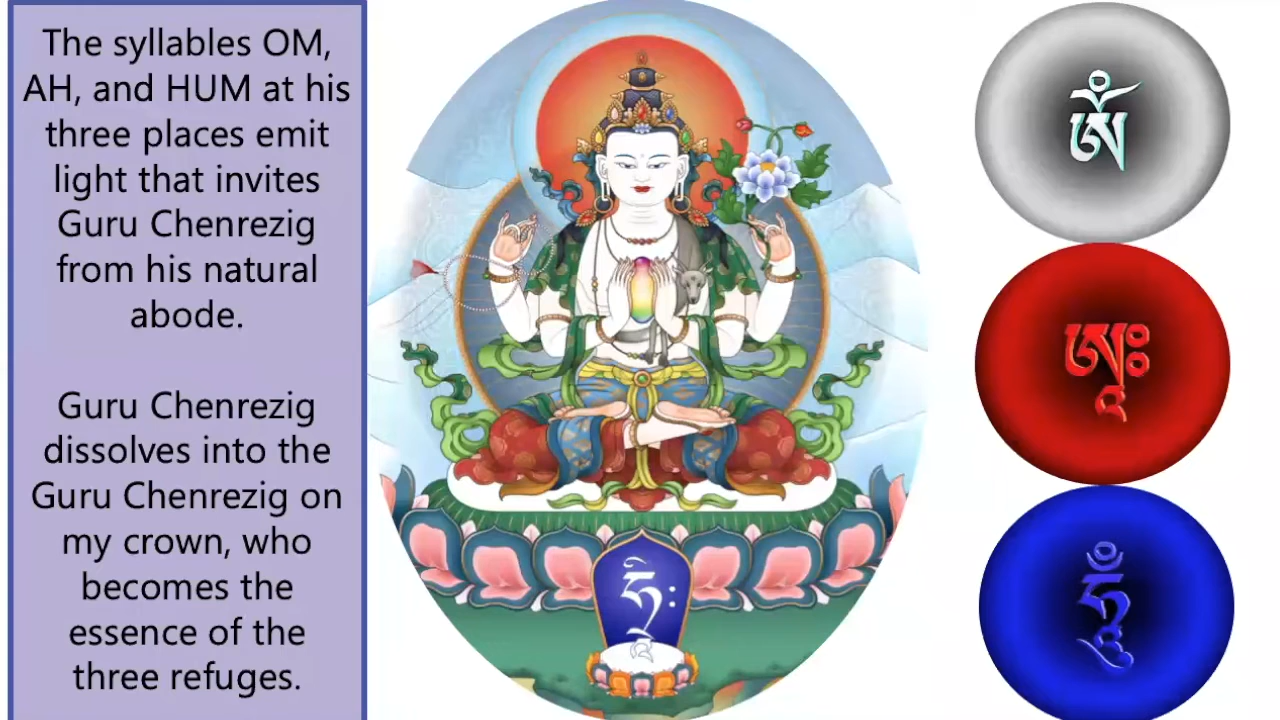 The syllables OM,
AH, and HUM at his
three places emit
light that invites
Guru Chenrezig
from his natural
abode.
Guru Chenrezig
dissolves into the
Guru Chenrezig on
my crown, who
becomes the
essence of the
three refuges.
ཨོཾ
ཨཱཿ
ཧཱུྃ
ཧྲཱིཿ